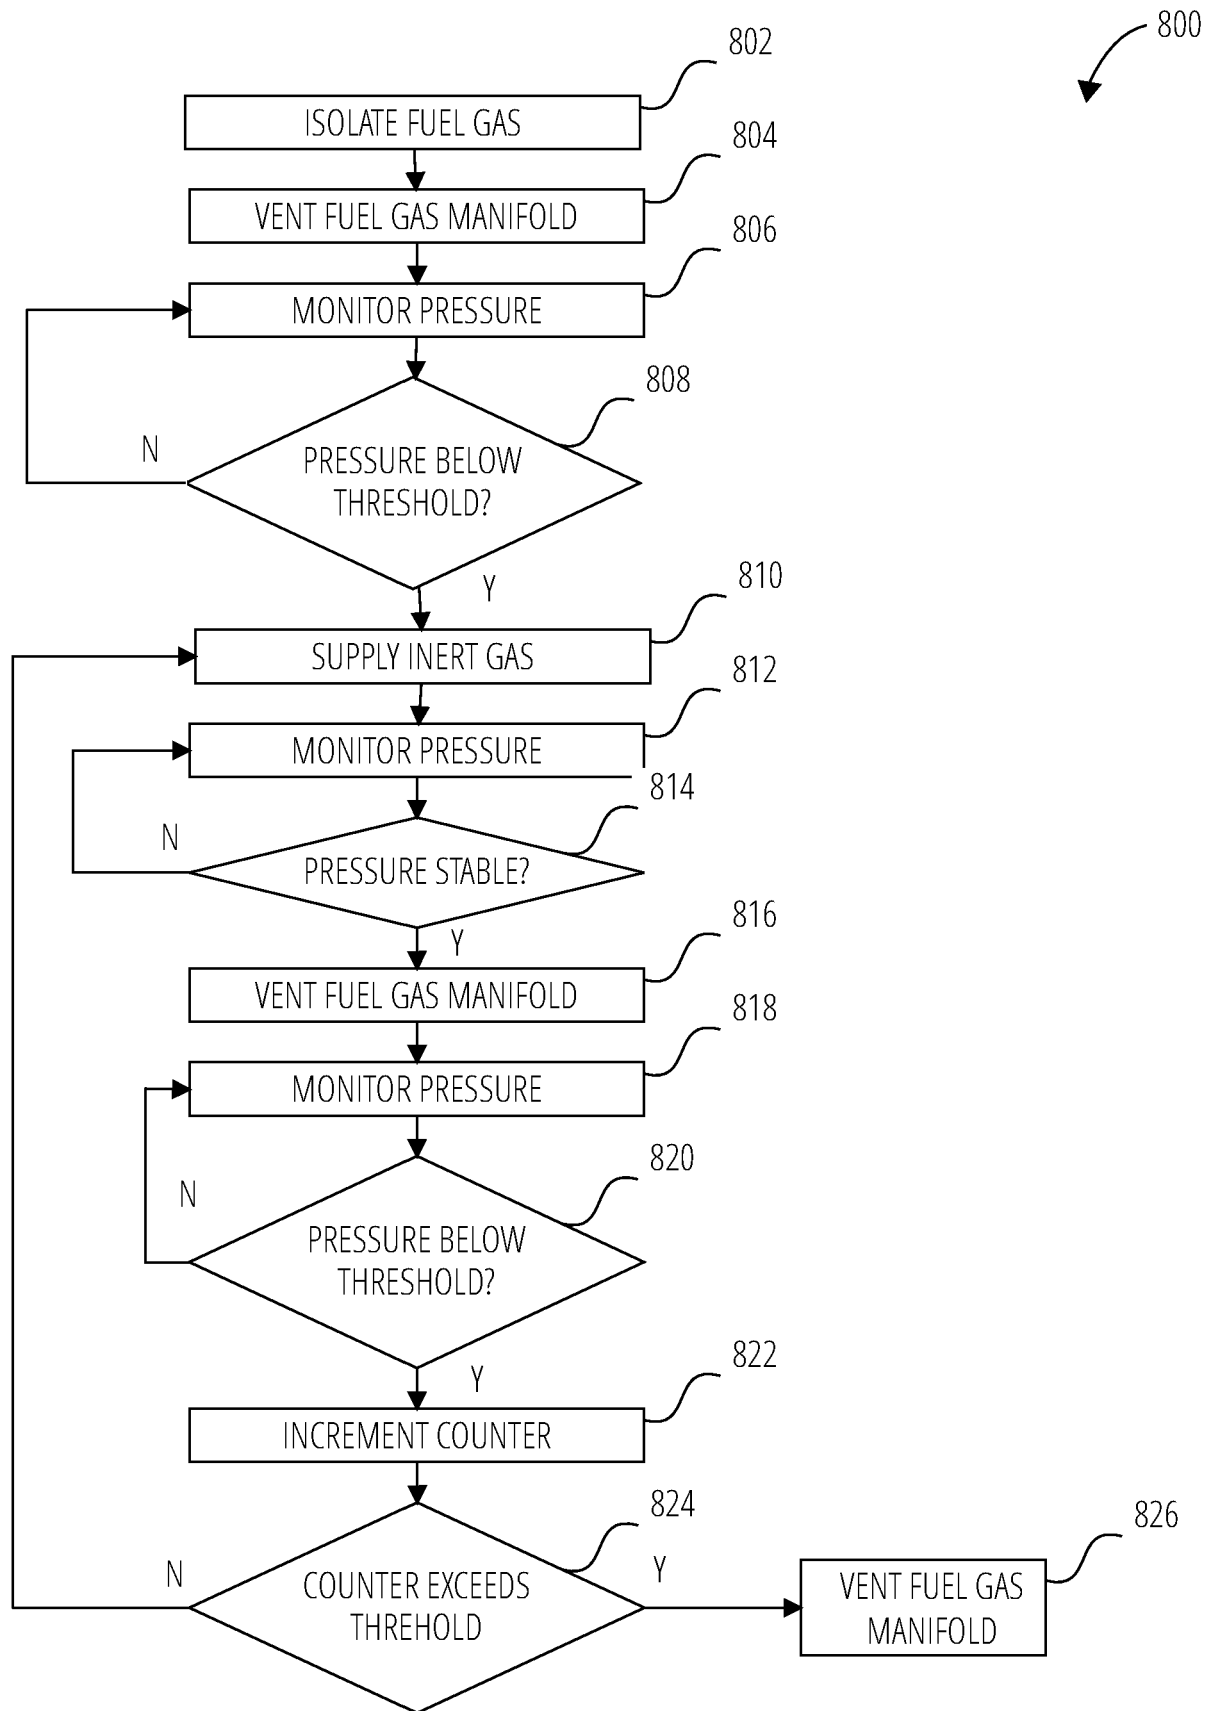 800
802
ISOLATE FUEL GAS
804
VENT FUEL GAS MANIFOLD
806
MONITOR PRESSURE
808
N
PRESSURE BELOW
THRESHOLD?
Y
810
SUPPLY INERT GAS
812
MONITOR PRESSURE
814
N
PRESSURE STABLE?
Y
816
VENT FUEL GAS MANIFOLD
818
MONITOR PRESSURE
820
N
PRESSURE BELOW
THRESHOLD?
Y
822
INCREMENT COUNTER
824
N
COUNTER EXCEEDS
THREHOLD
Y
826
VENT FUEL GAS
MANIFOLD